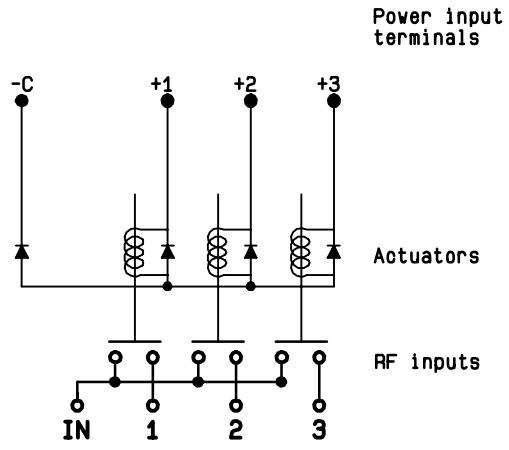 Power input
terminals
-C +1 +2 +3
Actuators
RF inputs
IN 1 2 3